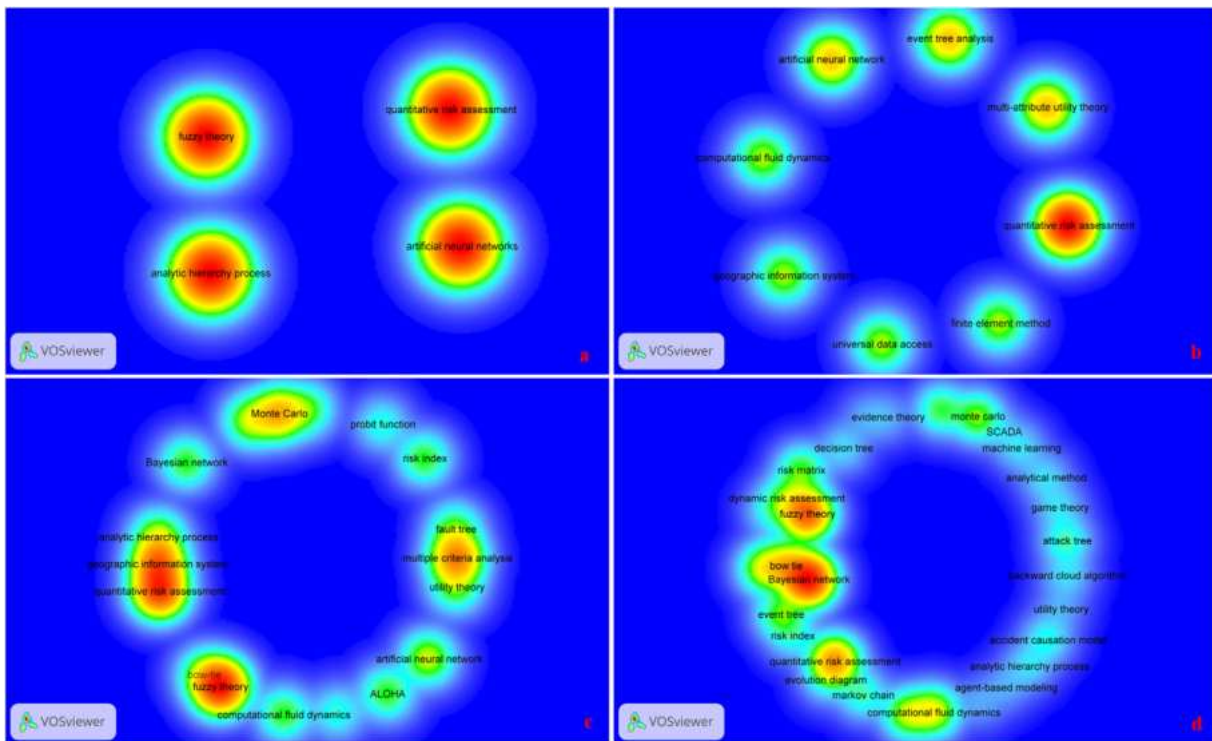 quantitative risk assessment
fuzzy theory
artificial neural networks
analytic hierarchy process
VOSviewer
a
event tree analysis
artificial neural network
multi-attribute utility theory
computational fluid dynamics
quantitative risk assessment
geographic information system
finite element method
universal data access
VOSviewer
b
Monte Carlo
probit function
Bayesian network
risk index
fault tree
analytic hierarchy process
multiple criteria analysis
geographic information system
utility theory
quantitative risk assessment
artificial neural network
bow-tie
fuzzy theory
ALOHA
computational fluid dynamics
VOSviewer
c
evidence theory
monte carlo
SCADA
decision tree
machine learning
risk matrix
analytical method
dynamic risk assessment
game theory
fuzzy theory
attack tree
bow tie
backward cloud algorithm
Bayesian network
event tree
utility theory
risk index
accident causation model
quantitative risk assessment
analytic hierarchy process
evolution diagram
agent-based modeling
markov chain
computational fluid dynamics
VOSviewer
d